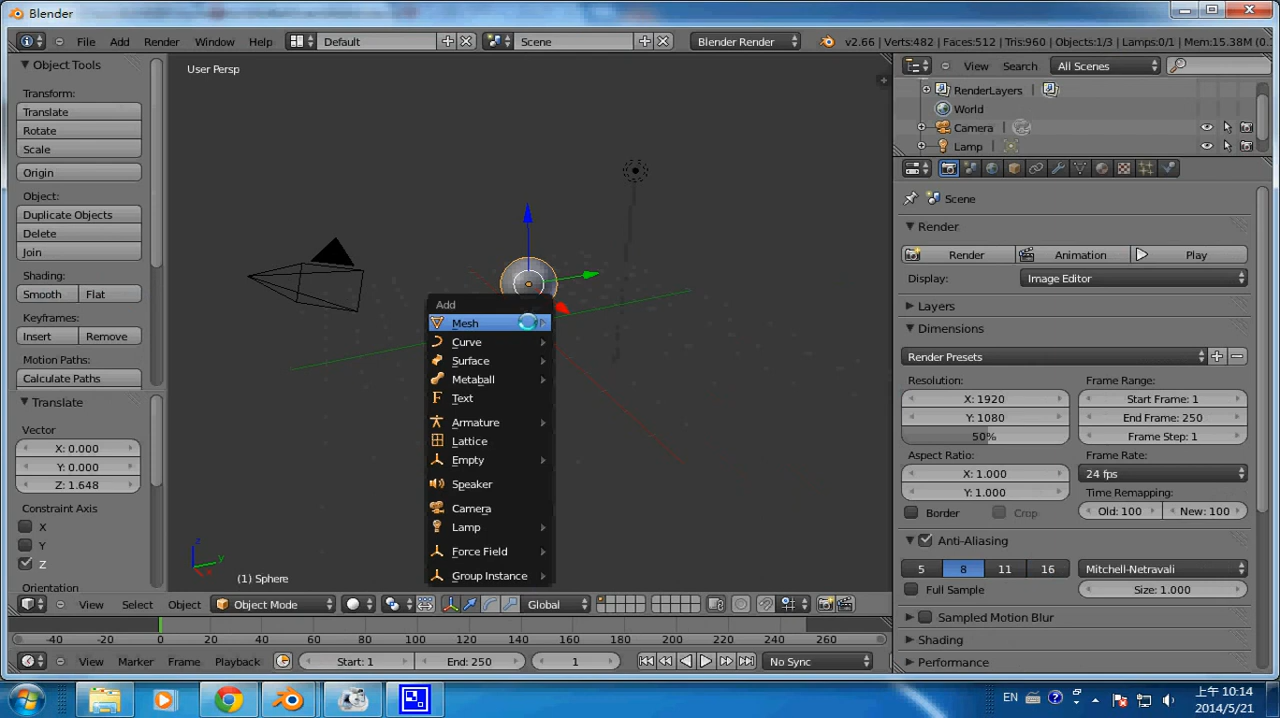 Blender
File Add Render Window Help Default Scene Blender Render v2.66 | Verts:482 | Faces:512 | Tris:960 | Objects:1/3 | Lamps:0/1 | Mem:15.38M
Object Tools
Transform:
Translate
Rotate
Scale
Origin
Object:
Duplicate Objects
Delete
Join
Shading:
Smooth Flat
Keyframes:
Insert Remove
Motion Paths:
Calculate Paths
Translate
Vector
X: 0.000
Y: 0.000
Z: 1.648
Constraint Axis
X
Y
Z
Orientation
User Persp
Add
Mesh
Curve
Surface
Metaball
Text
Armature
Lattice
Empty
Speaker
Camera
Lamp
Force Field
Group Instance
z
y
(1) Sphere
View Search All Scenes
RenderLayers
World
Camera
Lamp
Scene
Render
Render Animation Play
Display: Image Editor
Layers
Dimensions
Render Presets
Resolution: Frame Range:
X: 1920 Start Frame: 1
Y: 1080 End Frame: 250
50% Frame Step: 1
Aspect Ratio: Frame Rate:
X: 1.000 24 fps
Y: 1.000 Time Remapping:
Border Crop Old: 100 New: 100
Anti-Aliasing
5 8 11 16 Mitchell-Netravali
Full Sample Size: 1.000
Sampled Motion Blur
Shading
Performance
View Select Object Object Mode Global
-40 -20 0 20 40 60 80 100 120 140 160 180 200 220 240 260
View Marker Frame Playback Start: 1 End: 250 1 No Sync
EN
上午 10:14
2014/5/21